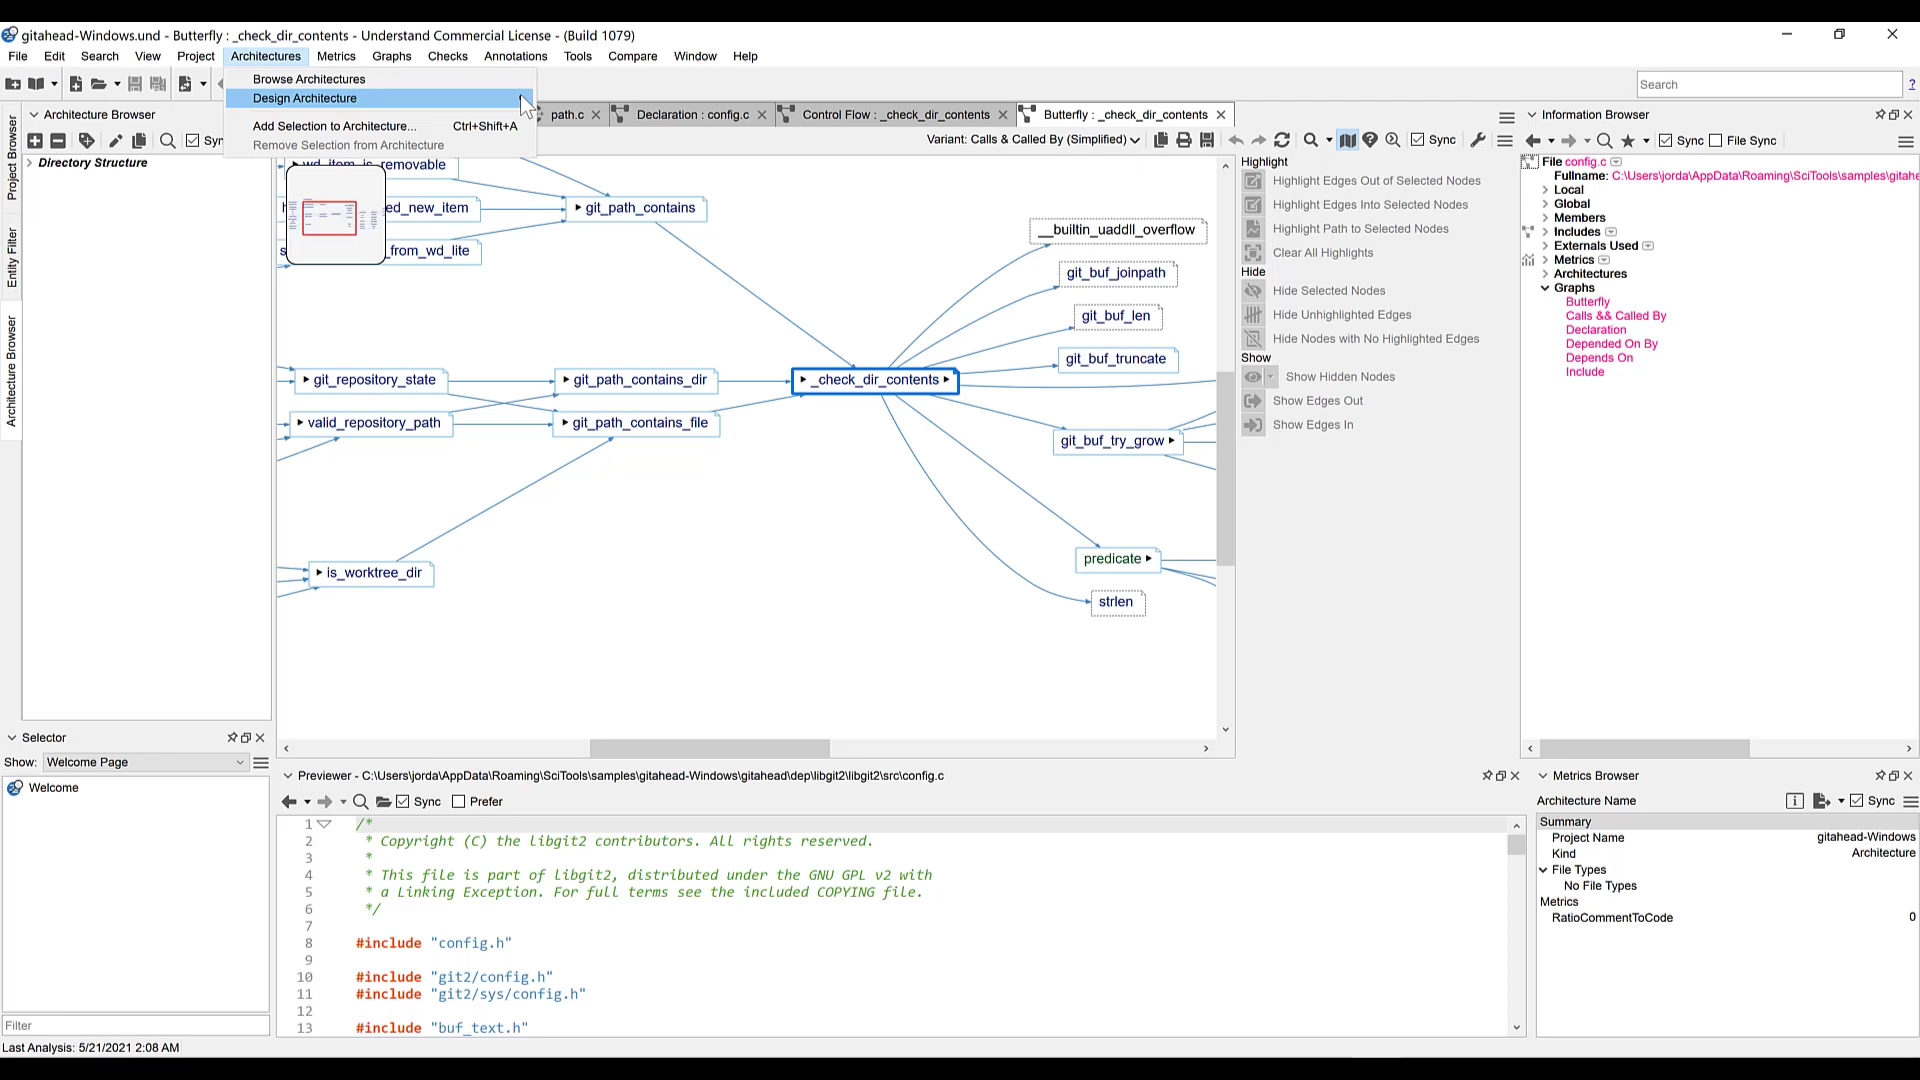 gitahead-Windows.und - Butterfly : _check_dir_contents - Understand Commercial License - (Build 1079)
File Edit Search View Project Architectures Metrics Graphs Checks Annotations Tools Compare Window Help
Browse Architectures
Design Architecture
Add Selection to Architecture... Ctrl+Shift+A
Remove Selection from Architecture
Search
?
Project Browser
Entity Filter
Architecture Browser
Architecture Browser
Directory Structure
path.c
Declaration : config.c
Control Flow : _check_dir_contents
Butterfly : _check_dir_contents
Variant: Calls & Called By (Simplified)
Sync
wd_item_is_removable
ed_new_item
_from_wd_lite
git_path_contains
git_repository_state
git_path_contains_dir
_check_dir_contents
valid_repository_path
git_path_contains_file
is_worktree_dir
__builtin_uaddll_overflow
git_buf_joinpath
git_buf_len
git_buf_truncate
git_buf_try_grow
predicate
strlen
Highlight
Highlight Edges Out of Selected Nodes
Highlight Edges Into Selected Nodes
Highlight Path to Selected Nodes
Clear All Highlights
Hide
Hide Selected Nodes
Hide Unhighlighted Edges
Hide Nodes with No Highlighted Edges
Show
Show Hidden Nodes
Show Edges Out
Show Edges In
Information Browser
Sync File Sync
File config.c
Fullname: C:\Users\jorda\AppData\Roaming\SciTools\samples\gitahe
Local
Global
Members
Includes
Externals Used
Metrics
Architectures
Graphs
Butterfly
Calls && Called By
Declaration
Depended On By
Depends On
Include
Selector
Show: Welcome Page
Welcome
Filter
Previewer - C:\Users\jorda\AppData\Roaming\SciTools\samples\gitahead-Windows\gitahead\dep\libgit2\libgit2\src\config.c
Sync Prefer
1 /*
2 * Copyright (C) the libgit2 contributors. All rights reserved.
3 *
4 * This file is part of libgit2, distributed under the GNU GPL v2 with
5 * a Linking Exception. For full terms see the included COPYING file.
6 */
7
8 #include "config.h"
9
10 #include "git2/config.h"
11 #include "git2/sys/config.h"
12
13 #include "buf_text.h"
Metrics Browser
Architecture Name
Sync
Summary
Project Name gitahead-Windows
Kind Architecture
File Types
No File Types
Metrics
RatioCommentToCode 0
Last Analysis: 5/21/2021 2:08 AM